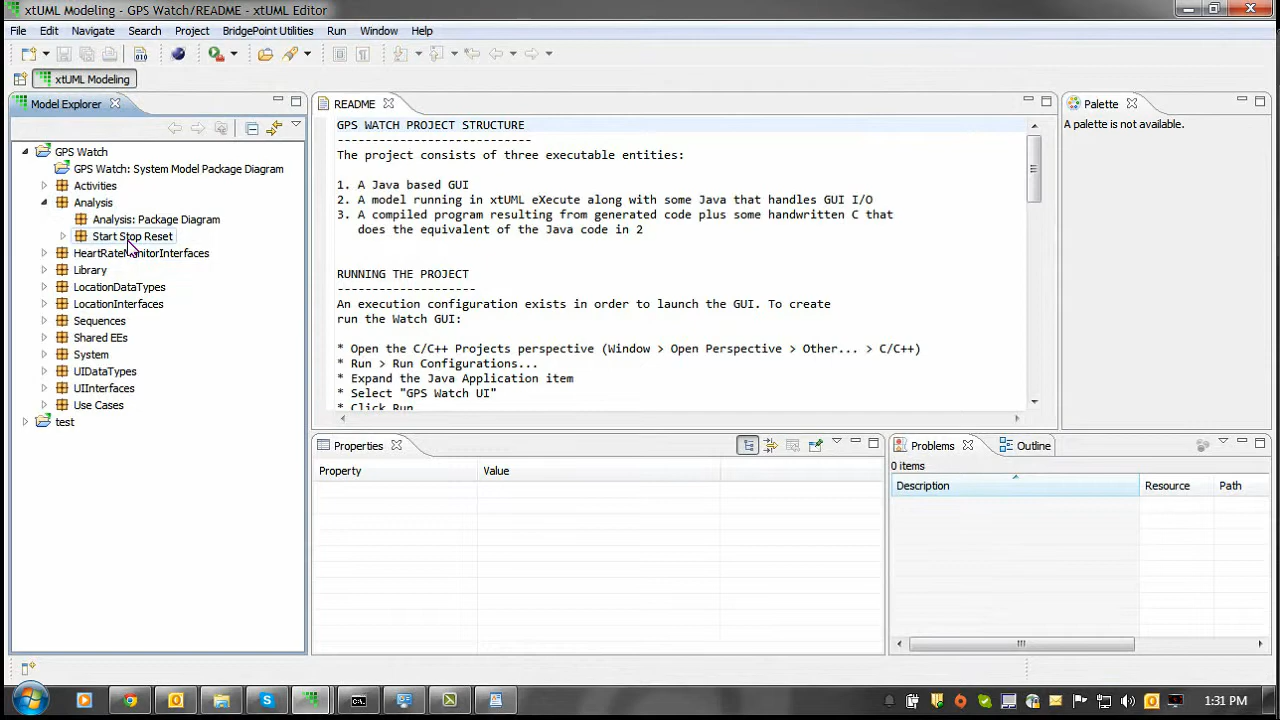 xtUML Modeling - GPS Watch/README - xtUML Editor
File Edit Navigate Search Project BridgePoint Utilities Run Window Help
xtUML Modeling
Model Explorer
GPS Watch
GPS Watch: System Model Package Diagram
Activities
Analysis
Analysis: Package Diagram
Start Stop Reset
HeartRateMonitorInterfaces
Library
LocationDataTypes
LocationInterfaces
Sequences
Shared EEs
System
UIDataTypes
UIInterfaces
Use Cases
test
README
GPS WATCH PROJECT STRUCTURE
---------------------------
The project consists of three executable entities:
1. A Java based GUI
2. A model running in xtUML eXecute along with some Java that handles GUI I/O
3. A compiled program resulting from generated code plus some handwritten C that
does the equivalent of the Java code in 2
RUNNING THE PROJECT
-------------------
An execution configuration exists in order to launch the GUI. To create
run the Watch GUI:
* Open the C/C++ Projects perspective (Window > Open Perspective > Other... > C/C++)
* Run > Run Configurations...
* Expand the Java Application item
* Select "GPS Watch UI"
* Click Run
Palette
A palette is not available.
Properties
Property Value
Problems Outline
0 items
Description Resource Path
1:31 PM